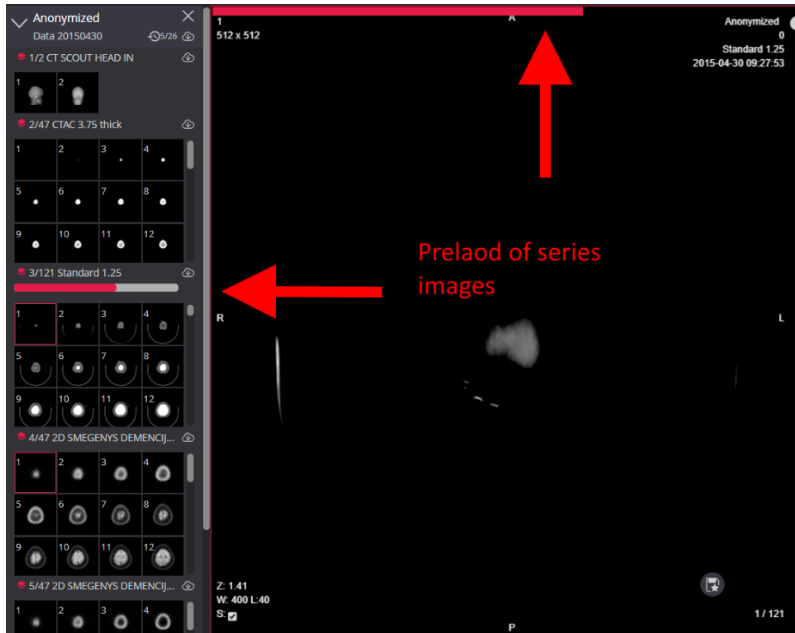 Anonymized
Data 20150430 5/26
1/2 CT SCOUT HEAD IN
1 2
2/47 CTAC 3.75 thick
1 2 3 4
5 6 7 8
9 10 11 12
3/121 Standard 1.25
1 2 3 4
5 6 7 8
9 10 11 12
4/47 2D SMEGENYS DEMENCIJ...
1 2 3 4
5 6 7 8
9 10 11 12
5/47 2D SMEGENYS DEMENCIJ...
1 2 3 4
1
512 x 512
A
Anonymized
0
Standard 1.25
2015-04-30 09:27:53
Prelaod of series
images
R
L
Z: 1.41
W: 400 L:40
S:
P
1 / 121